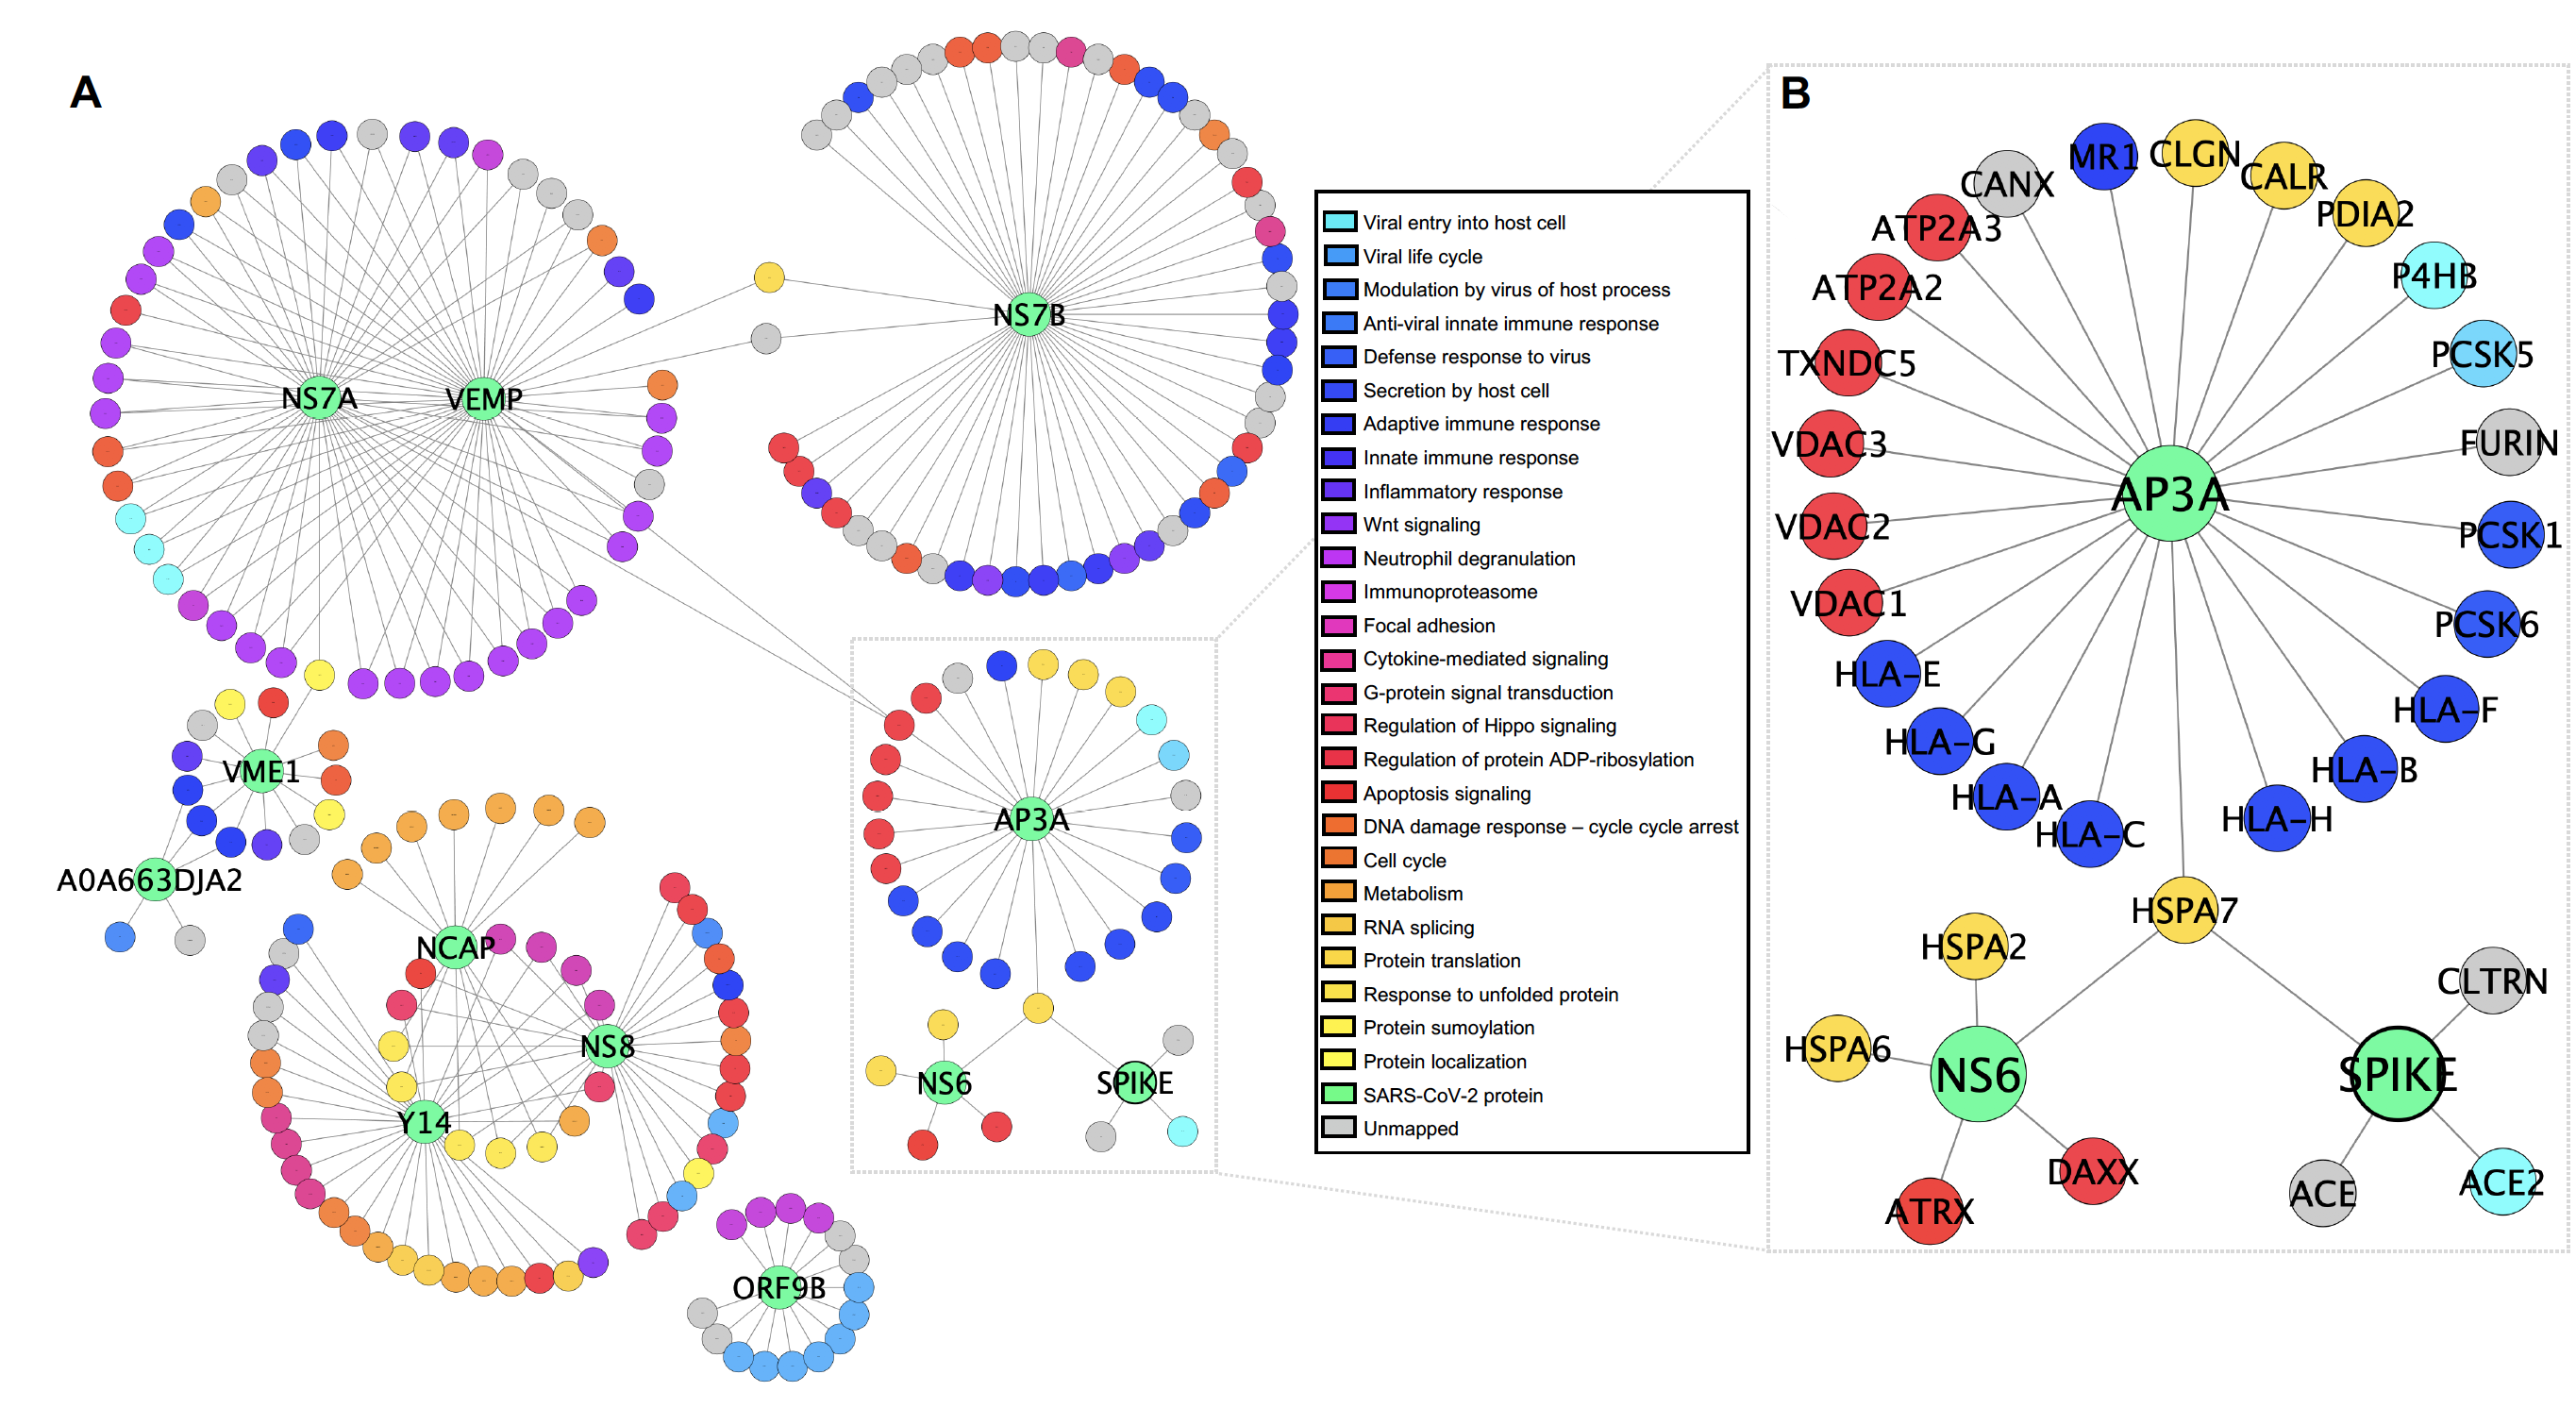 A
NS7A
VEMP
NS7B
VME1
A0A663DJA2
NCAP
NS8
Y14
ORF9B
AP3A
NS6
SPIKE
Viral entry into host cell
Viral life cycle
Modulation by virus of host process
Anti-viral innate immune response
Defense response to virus
Secretion by host cell
Adaptive immune response
Innate immune response
Inflammatory response
Wnt signaling
Neutrophil degranulation
Immunoproteasome
Focal adhesion
Cytokine-mediated signaling
G-protein signal transduction
Regulation of Hippo signaling
Regulation of protein ADP-ribosylation
Apoptosis signaling
DNA damage response – cycle cycle arrest
Cell cycle
Metabolism
RNA splicing
Protein translation
Response to unfolded protein
Protein sumoylation
Protein localization
SARS-CoV-2 protein
Unmapped
B
MR1
CLGN
CALR
PDIA2
CANX
ATP2A3
ATP2A2
P4HB
PCSK5
TXNDC5
FURIN
VDAC3
AP3A
VDAC2
PCSK1
VDAC1
PCSK6
HLA-E
HLA-F
HLA-G
HLA-B
HLA-A
HLA-H
HLA-C
HSPA7
HSPA2
CLTRN
HSPA6
NS6
SPIKE
DAXX
ACE2
ACE
ATRX